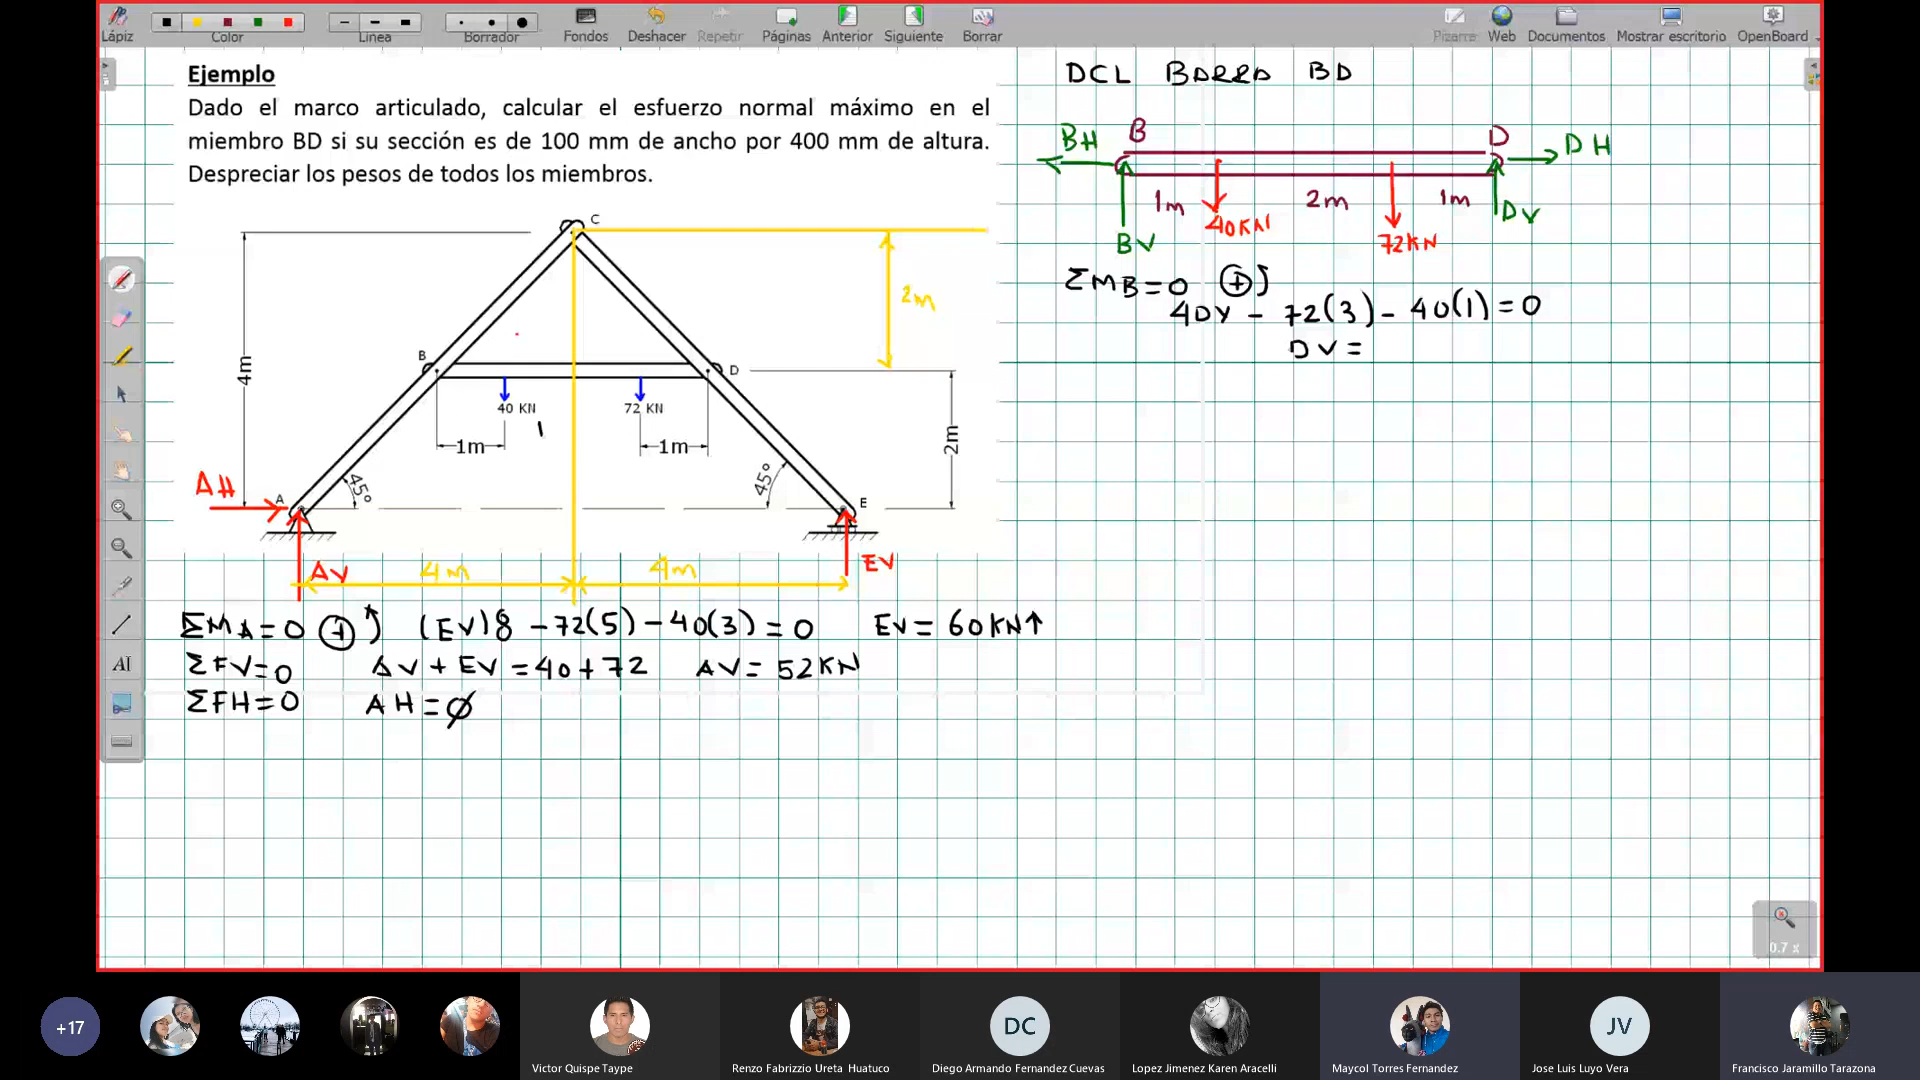 Lápiz Color Línea Borrador Fondos Deshacer Repetir Páginas Anterior Siguiente Borrar Pizarra Web Documentos Mostrar escritorio OpenBoard
Ejemplo
Dado el marco articulado, calcular el esfuerzo normal máximo en el
miembro BD si su sección es de 100 mm de ancho por 400 mm de altura.
Despreciar los pesos de todos los miembros.
C
2m
4m
B
D
40 KN
72 KN
1m
1m
2m
45°
45°
AH
A
E
AV
4m
4m
EV
ΣMA=0 (+) (EV)8 -72(5)-40(3)=0 EV= 60KN↑
ΣFV=0 AV+EV=40+72 AV=52KN
ΣFH=0 AH=∅
DCL BARRA BD
BH
B
D
DH
1m
2m
1m
40KN
72KN
BV
DV
ΣMB=0 (+)
4DV - 72(3)- 40(1)=0
DV=
AI
0.7 x
+17
DC
JV
Victor Quispe Taype
Renzo Fabrizzio Ureta Huatuco
Diego Armando Fernandez Cuevas
Lopez Jimenez Karen Aracelli
Maycol Torres Fernandez
Jose Luis Luyo Vera
Francisco Jaramillo Tarazona